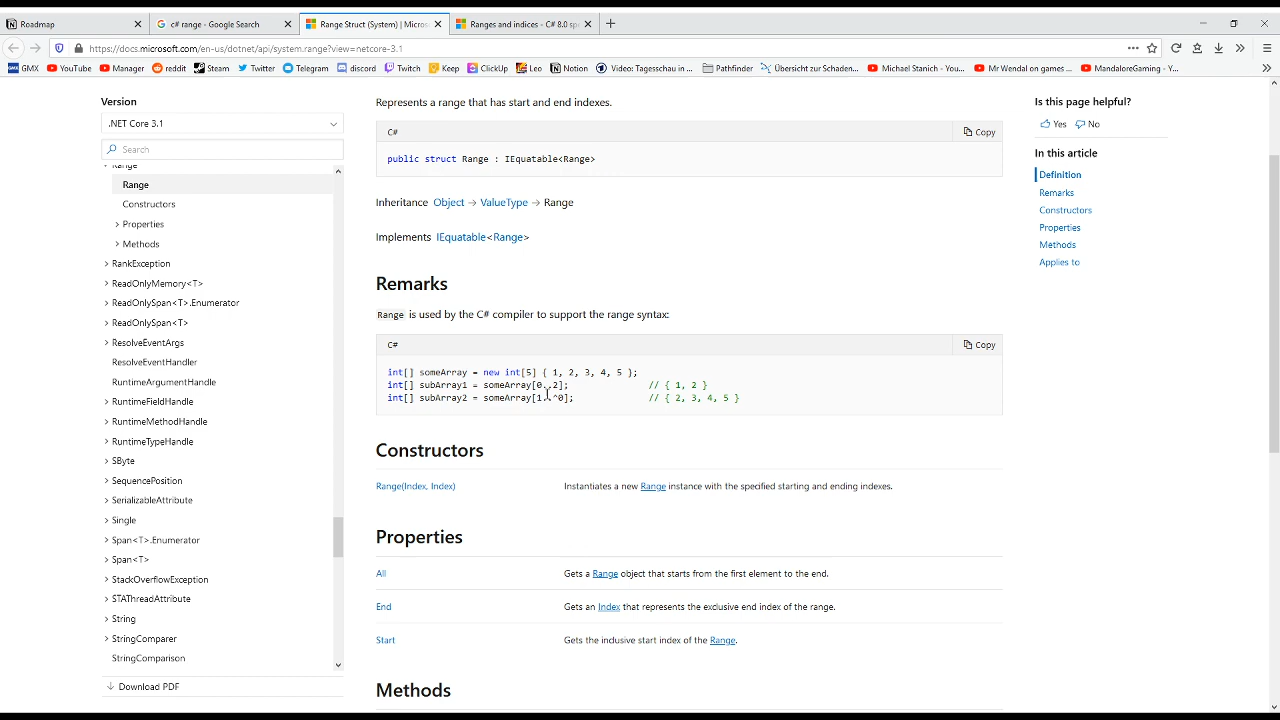 Roadmap
c# range - Google Search
Range Struct (System) | Micros
Ranges and indices - C# 8.0 spe
https://docs.microsoft.com/en-us/dotnet/api/system.range?view=netcore-3.1
GMX YouTube Manager reddit Steam Twitter Telegram discord Twitch Keep ClickUp Notion Video: Tagesschau in ... Pathfinder Übersicht zu Schaden... Michael Stanich - You... Mr Wendal on games ... MandaloreGaming - Y...
Version
.NET Core 3.1
Search
Range
Range
Constructors
Properties
Methods
RankException
ReadOnlyMemory<T>
ReadOnlySpan<T>.Enumerator
ReadOnlySpan<T>
ResolveEventArgs
ResolveEventHandler
RuntimeArgumentHandle
RuntimeFieldHandle
RuntimeMethodHandle
RuntimeTypeHandle
SByte
SequencePosition
SerializableAttribute
Single
Span<T>.Enumerator
Span<T>
StackOverflowException
STAThreadAttribute
String
StringComparer
StringComparison
Download PDF
Represents a range that has start and end indexes.
C# Copy
public struct Range : IEquatable<Range>
Inheritance Object → ValueType → Range
Implements IEquatable<Range>
Remarks
Range is used by the C# compiler to support the range syntax:
C# Copy
int[] someArray = new int[5] { 1, 2, 3, 4, 5 };
int[] subArray1 = someArray[0..2]; // { 1, 2 }
int[] subArray2 = someArray[1..^0]; // { 2, 3, 4, 5 }
Constructors
Range(Index, Index) Instantiates a new Range instance with the specified starting and ending indexes.
Properties
All Gets a Range object that starts from the first element to the end.
End Gets an Index that represents the exclusive end index of the range.
Start Gets the inclusive start index of the Range.
Methods
Is this page helpful?
Yes No
In this article
Definition
Remarks
Constructors
Properties
Methods
Applies to